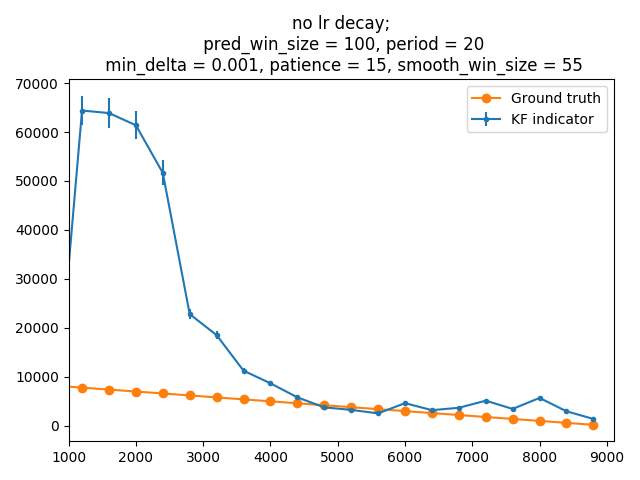 no lr decay;
pred_win_size = 100, period = 20
min_delta = 0.001, patience = 15, smooth_win_size = 55
70000
60000
50000
40000
30000
20000
10000
0
Ground truth
KF indicator
1000 2000 3000 4000 5000 6000 7000 8000 9000